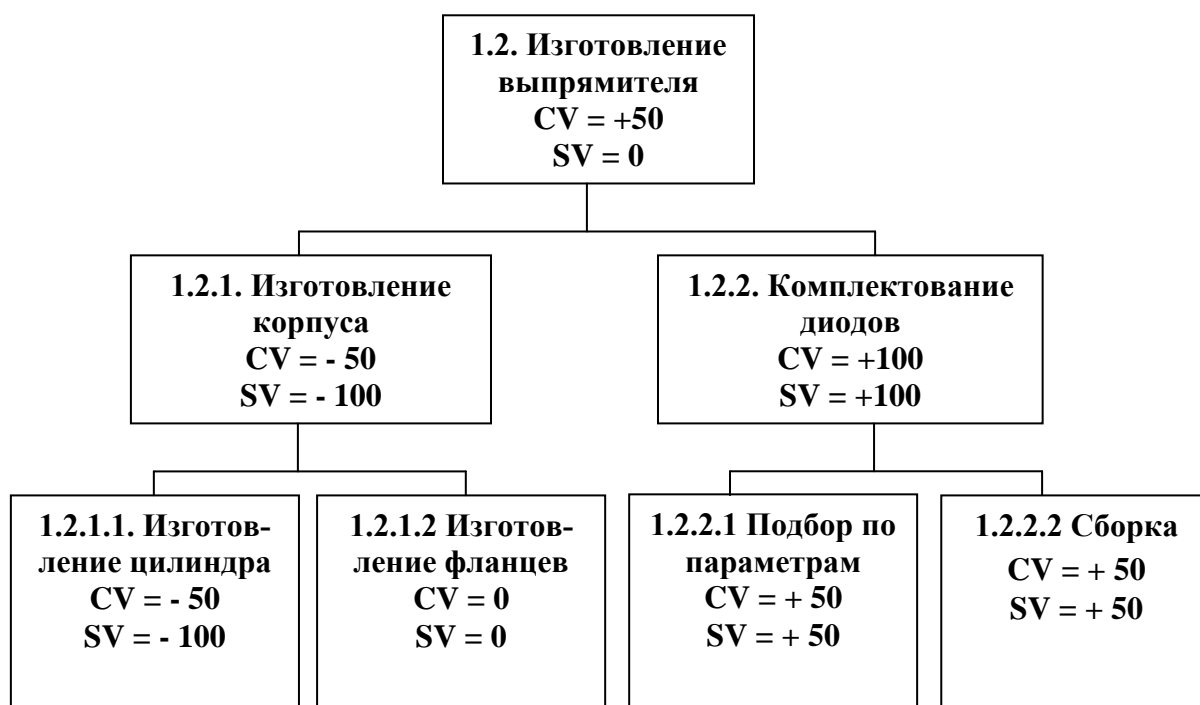 1.2. Изготовление
выпрямителя
CV = +50
SV = 0
1.2.1. Изготовление
корпуса
CV = - 50
SV = - 100
1.2.2. Комплектование
диодов
CV = +100
SV = +100
1.2.1.1. Изготов-
ление цилиндра
CV = - 50
SV = - 100
1.2.1.2 Изготов-
ление фланцев
CV = 0
SV = 0
1.2.2.1 Подбор по
параметрам
CV = + 50
SV = + 50
1.2.2.2 Сборка
CV = + 50
SV = + 50